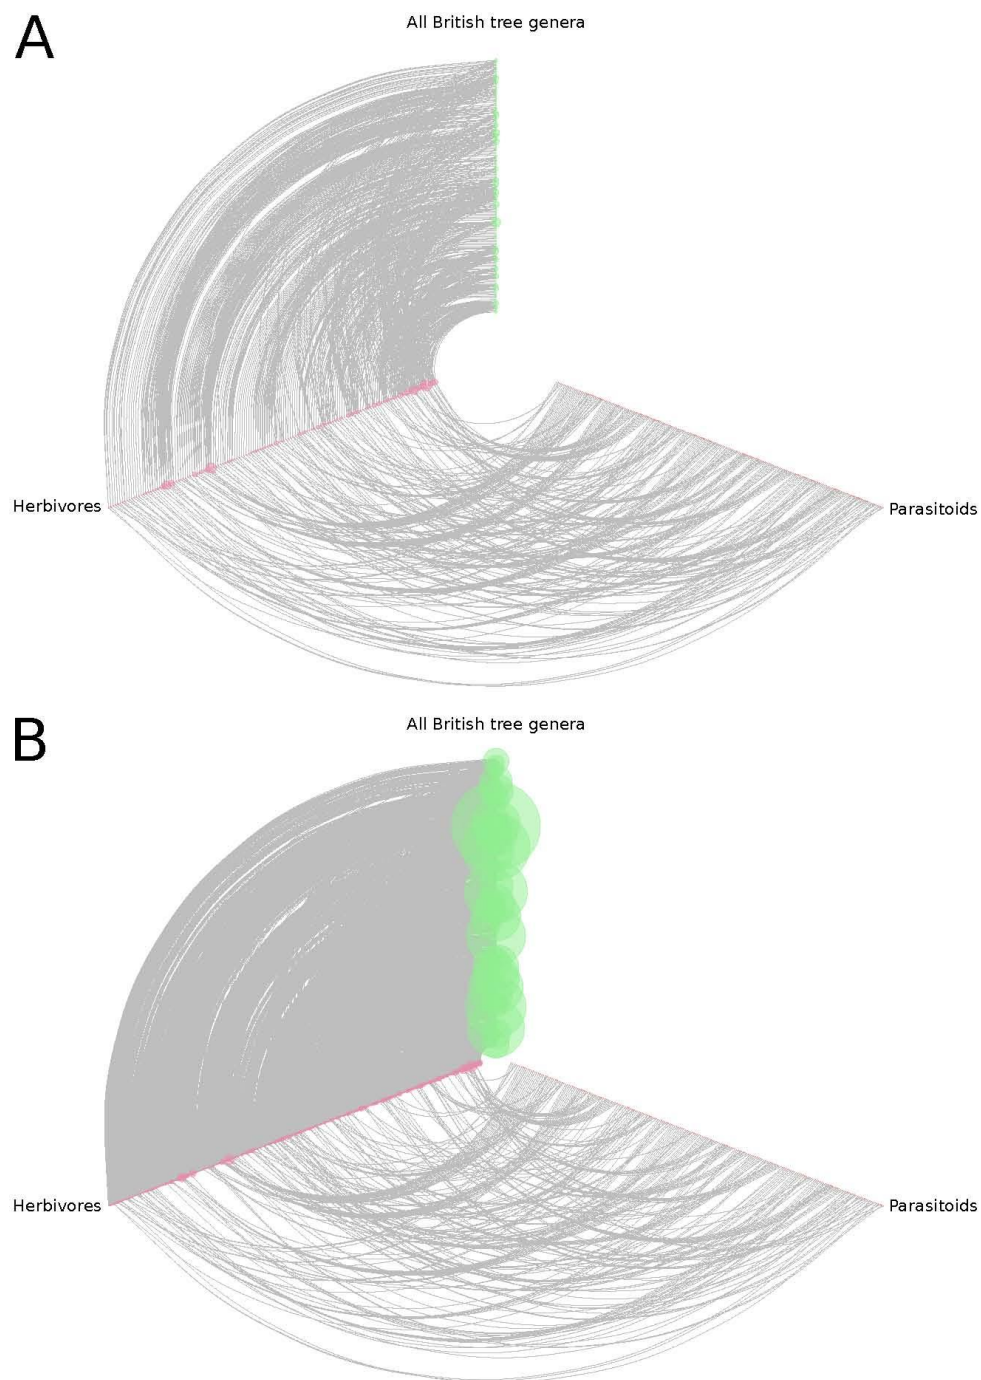 A
All British tree genera
Herbivores
Parasitoids
B
All British tree genera
Herbivores
Parasitoids